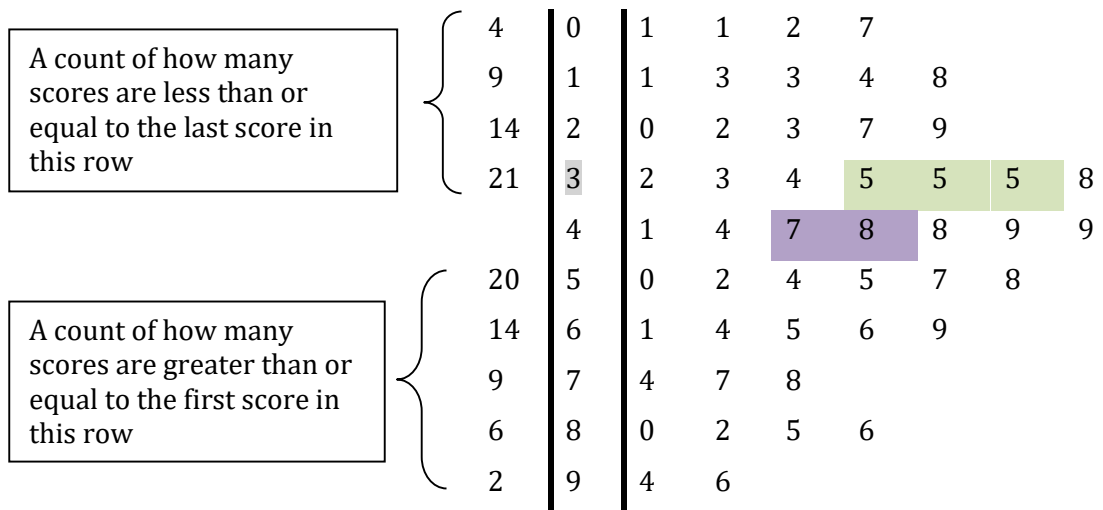 A count of how many
scores are less than or
equal to the last score in
this row
4 0 1 1 2 7
9 1 1 3 3 4 8
14 2 0 2 3 7 9
21 3 2 3 4 5 5 5 8
4 1 4 7 8 8 9 9
20 5 0 2 4 5 7 8
14 6 1 4 5 6 9
9 7 4 7 8
6 8 0 2 5 6
2 9 4 6
A count of how many
scores are greater than or
equal to the first score in
this row